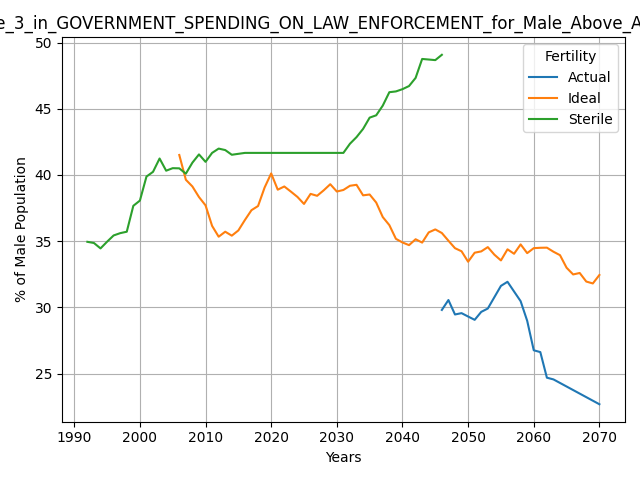 e_3_in_GOVERNMENT_SPENDING_ON_LAW_ENFORCEMENT_for_Male_Above_A
50
45
40
35
30
25
% of Male Population
Fertility
Actual
Ideal
Sterile
1990 2000 2010 2020 2030 2040 2050 2060 2070
Years